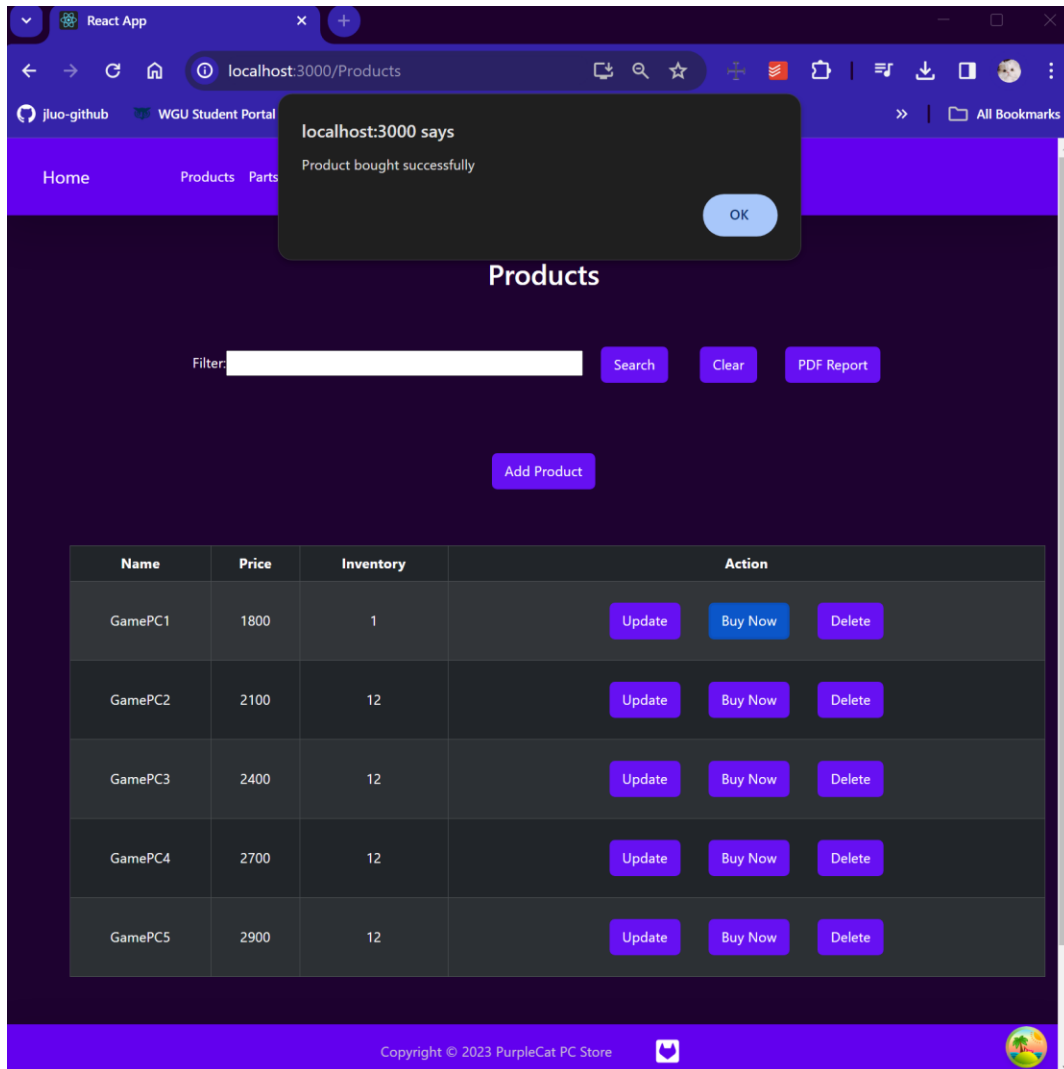 React App
localhost:3000/Products
jluo-github WGU Student Portal » All Bookmarks
localhost:3000 says
Product bought successfully
OK
Home Products Parts
Products
Filter: Search Clear PDF Report
Add Product
Name Price Inventory Action
GamePC1 1800 1 Update Buy Now Delete
GamePC2 2100 12 Update Buy Now Delete
GamePC3 2400 12 Update Buy Now Delete
GamePC4 2700 12 Update Buy Now Delete
GamePC5 2900 12 Update Buy Now Delete
Copyright © 2023 PurpleCat PC Store